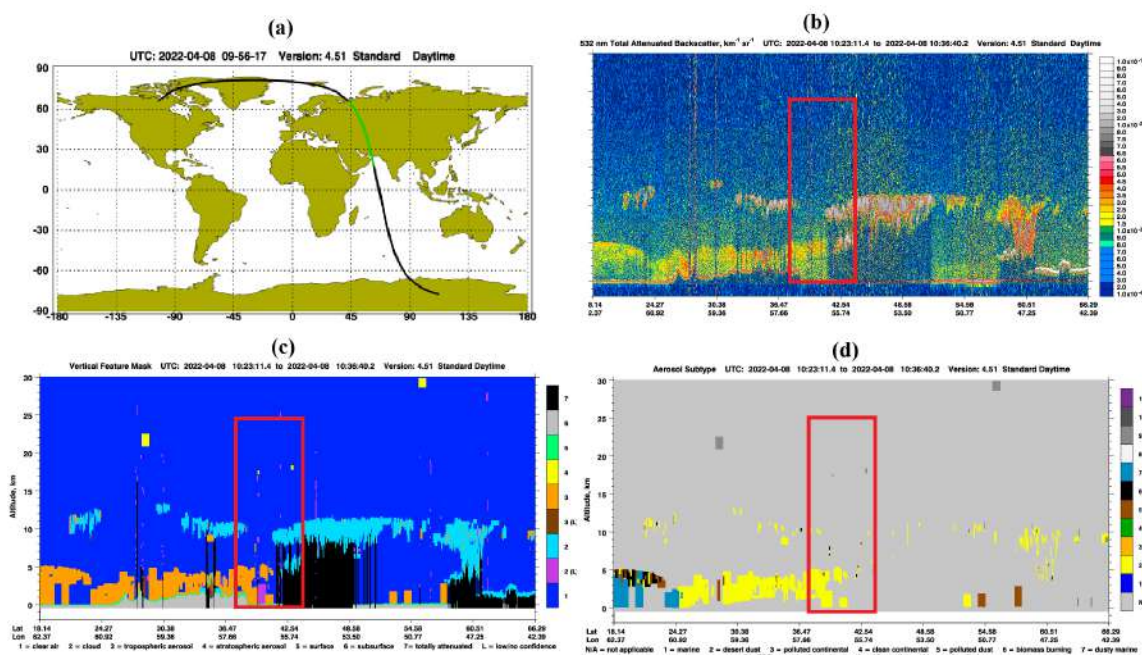 (a)
UTC: 2022-04-08 09-56-17 Version: 4.51 Standard Daytime
90
60
30
0
-30
-60
-90
-180 -135 -90 -45 0 45 90 135 180
(b)
532 nm Total Attenuated Backscatter, km⁻¹ sr⁻¹ UTC: 2022-04-08 10:23:11.4 to 2022-04-08 10:36:40.2 Version: 4.51 Standard Daytime
8.14 24.27 30.38 36.47 42.54 48.58 54.58 60.51 66.29
2.37 60.92 59.36 57.66 55.74 53.50 50.77 47.25 42.39
(c)
Vertical Feature Mask UTC: 2022-04-08 10:23:11.4 to 2022-04-08 10:36:40.2 Version: 4.51 Standard Daytime
Altitude, km
30
25
20
15
10
5
0
7
6
5
4
3
2
1
Lat 18.14 24.27 30.38 36.47 42.54 48.58 54.58 60.51 66.29
Lon 62.37 60.92 59.36 57.66 55.74 53.50 50.77 47.25 42.39
1 = clear air 2 = cloud 3 = tropospheric aerosol 4 = stratospheric aerosol 5 = surface 6 = subsurface 7 = totally attenuated L = low/no confidence
(d)
Aerosol Subtype UTC: 2022-04-08 10:23:11.4 to 2022-04-08 10:36:40.2 Version: 4.51 Standard Daytime
Altitude, km
30
25
20
15
10
5
0
Lat 18.14 24.27 30.38 36.47 42.54 48.58 54.58 60.51 66.29
Lon 62.37 60.92 59.36 57.66 55.74 53.50 50.77 47.25 42.39
N/A = not applicable 1 = marine 2 = desert dust 3 = polluted continental 4 = clean continental 5 = polluted dust 6 = biomass burning 7 = dusty marine